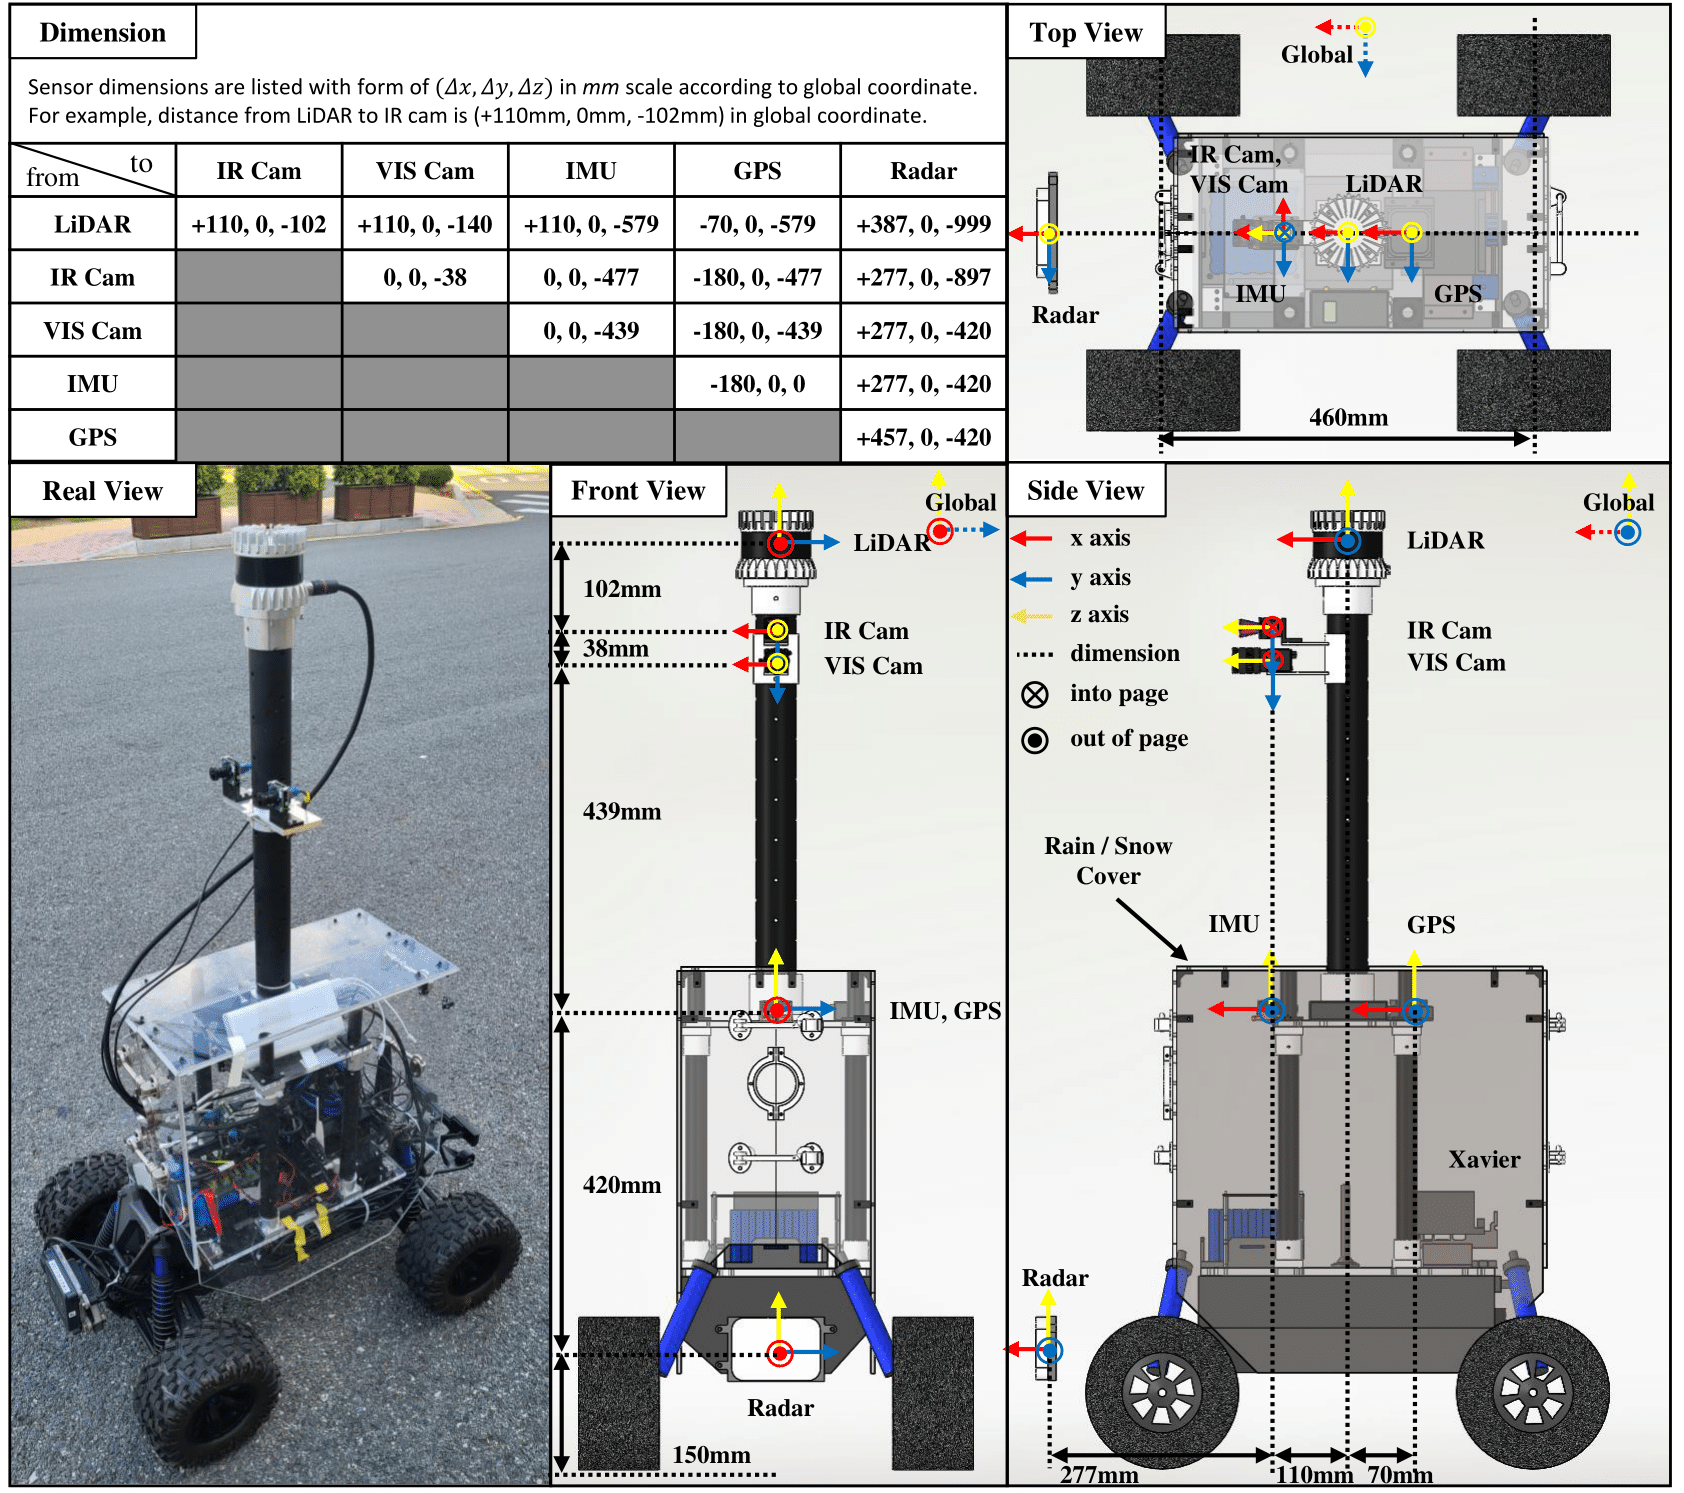 Dimension
Sensor dimensions are listed with form of (Δx, Δy, Δz) in mm scale according to global coordinate.
For example, distance from LiDAR to IR cam is (+110mm, 0mm, -102mm) in global coordinate.
from to IR Cam VIS Cam IMU GPS Radar
LiDAR +110, 0, -102 +110, 0, -140 +110, 0, -579 -70, 0, -579 +387, 0, -999
IR Cam 0, 0, -38 0, 0, -477 -180, 0, -477 +277, 0, -897
VIS Cam 0, 0, -439 -180, 0, -439 +277, 0, -420
IMU -180, 0, 0 +277, 0, -420
GPS +457, 0, -420
Top View
Global
IR Cam,
VIS Cam
LiDAR
IMU
GPS
Radar
460mm
Real View
Front View
Global
LiDAR
102mm
IR Cam
38mm
VIS Cam
439mm
IMU, GPS
420mm
Radar
150mm
Side View
Global
x axis
y axis
z axis
dimension
into page
out of page
LiDAR
IR Cam
VIS Cam
Rain / Snow
Cover
IMU
GPS
Xavier
Radar
277mm
110mm
70mm